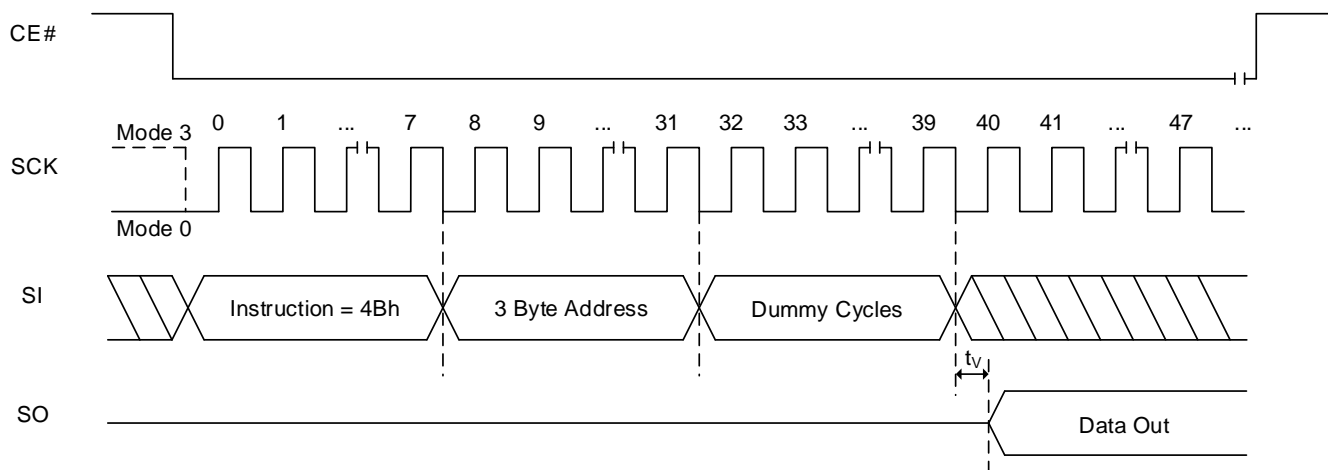 CE#
Mode 3 0 1 ... 7 8 9 ... 31 32 33 ... 39 40 41 ... 47 ...
SCK
Mode 0
SI Instruction = 4Bh 3 Byte Address Dummy Cycles
tV
SO Data Out